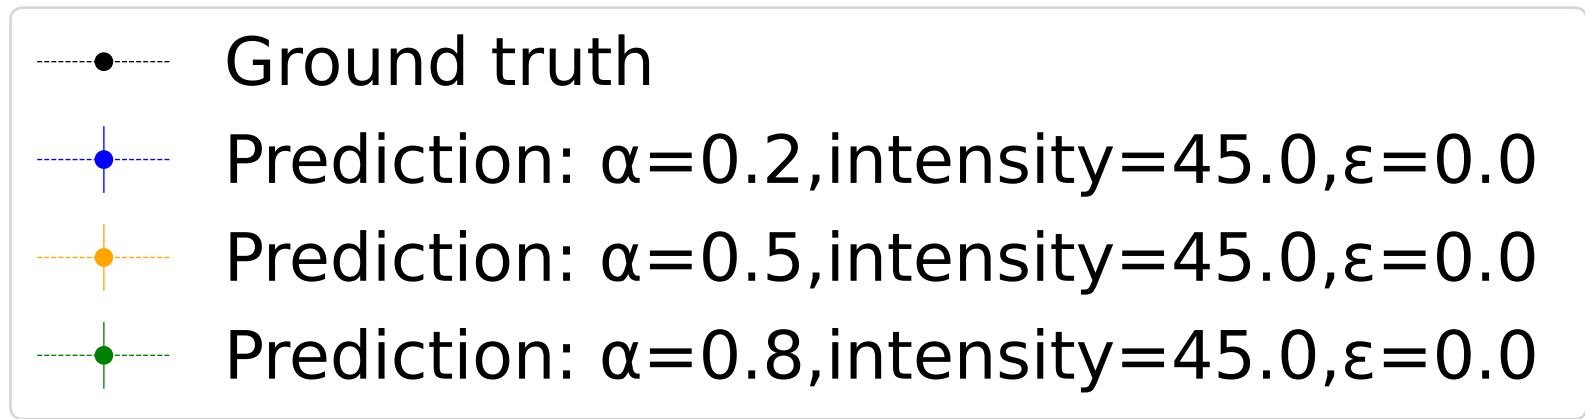 Ground truth
Prediction: α=0.2,intensity=45.0,ε=0.0
Prediction: α=0.5,intensity=45.0,ε=0.0
Prediction: α=0.8,intensity=45.0,ε=0.0